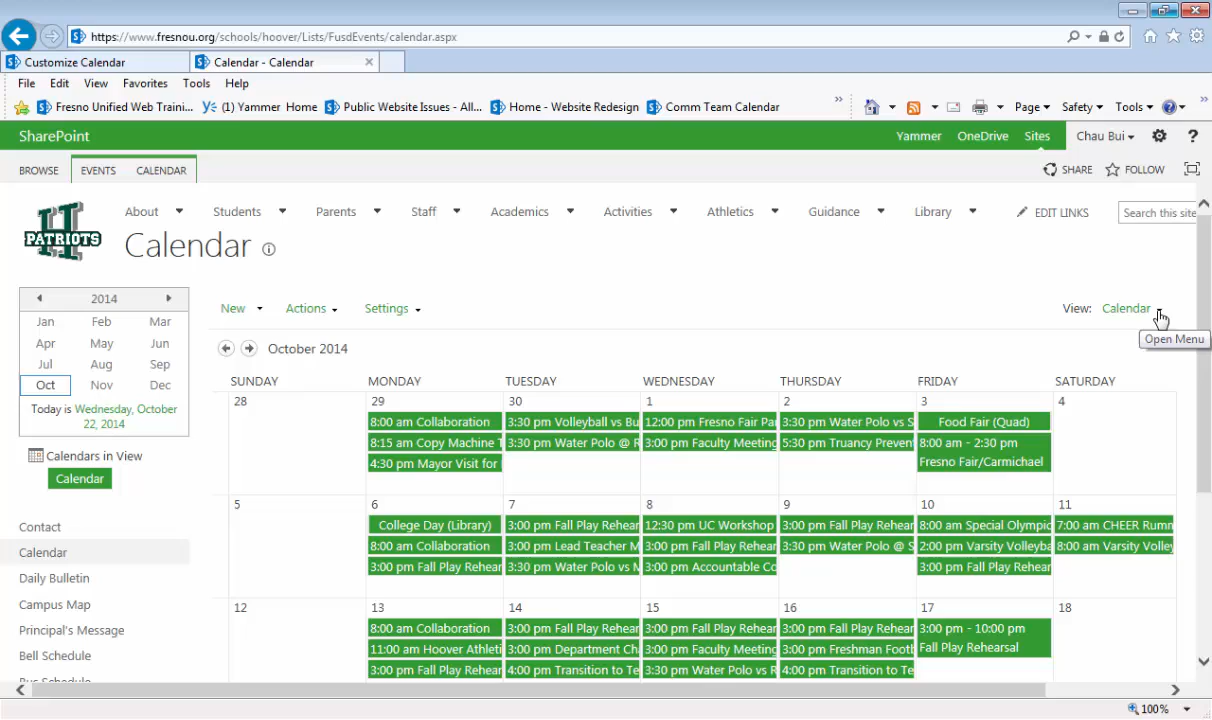 https://www.fresnou.org/schools/hoover/Lists/FusdEvents/calendar.aspx
Customize Calendar
Calendar - Calendar
File Edit View Favorites Tools Help
Fresno Unified Web Traini... (1) Yammer Home Public Website Issues - All... Home - Website Redesign Comm Team Calendar
Page Safety Tools
SharePoint
Yammer OneDrive Sites Chau Bui ?
BROWSE EVENTS CALENDAR
SHARE FOLLOW
About Students Parents Staff Academics Activities Athletics Guidance Library EDIT LINKS Search this site
H PATRIOTS
Calendar
2014
Jan Feb Mar
Apr May Jun
Jul Aug Sep
Oct Nov Dec
Today is Wednesday, October
22, 2014
Calendars in View
Calendar
Contact
Calendar
Daily Bulletin
Campus Map
Principal's Message
Bell Schedule
Bus Schedule
New Actions Settings
View: Calendar
Open Menu
October 2014
SUNDAY MONDAY TUESDAY WEDNESDAY THURSDAY FRIDAY SATURDAY
28 29 30 1 2 3 4
8:00 am Collaboration 3:30 pm Volleyball vs Bu 12:00 pm Fresno Fair Pa 3:30 pm Water Polo vs S Food Fair (Quad)
8:15 am Copy Machine T 3:30 pm Water Polo @ R 3:00 pm Faculty Meeting 5:30 pm Truancy Preven 8:00 am - 2:30 pm
4:30 pm Mayor Visit for Fresno Fair/Carmichael
5 6 7 8 9 10 11
College Day (Library) 3:00 pm Fall Play Rehear 12:30 pm UC Workshop 3:00 pm Fall Play Rehear 8:00 am Special Olympic 7:00 am CHEER Rumm
8:00 am Collaboration 3:00 pm Lead Teacher M 3:00 pm Fall Play Rehear 3:30 pm Water Polo @ S 2:00 pm Varsity Volleyba 8:00 am Varsity Volley
3:00 pm Fall Play Rehear 3:30 pm Water Polo vs M 3:00 pm Accountable Co 3:00 pm Fall Play Rehear
12 13 14 15 16 17 18
8:00 am Collaboration 3:00 pm Fall Play Rehear 3:00 pm Fall Play Rehear 3:00 pm Fall Play Rehear 3:00 pm - 10:00 pm
11:00 am Hoover Athleti 3:00 pm Department Cha 3:00 pm Faculty Meeting 3:00 pm Freshman Footb Fall Play Rehearsal
3:00 pm Fall Play Rehear 4:00 pm Transition to Te 3:30 pm Water Polo vs R 4:00 pm Transition to Te
100%